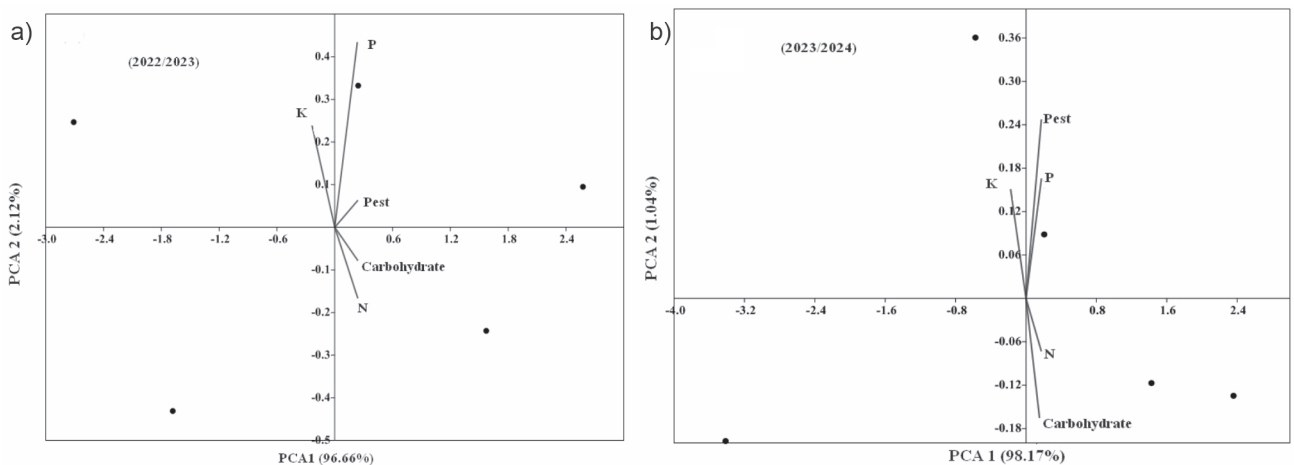 a)
(2022/2023)
P
K
Pest
Carbohydrate
N
0.4
0.3
0.2
0.1
-0.1
-0.2
-0.3
-0.4
-0.5
-3.0 -2.4 -1.8 -1.2 -0.6 0.6 1.2 1.8 2.4
PCA 2 (2.12%)
PCA1 (96.66%)
b)
(2023/2024)
Pest
P
K
N
Carbohydrate
0.36
0.30
0.24
0.18
0.12
0.06
-0.06
-0.12
-0.18
-4.0 -3.2 -2.4 -1.6 -0.8 0.8 1.6 2.4
PCA 2 (1.04%)
PCA 1 (98.17%)